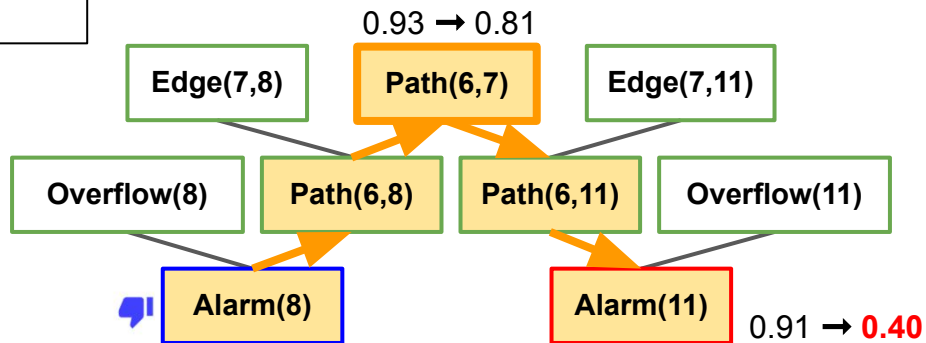 0.93 → 0.81
Edge(7,8) Path(6,7) Edge(7,11)
Overflow(8) Path(6,8) Path(6,11) Overflow(11)
Alarm(8) Alarm(11)
0.91 → 0.40